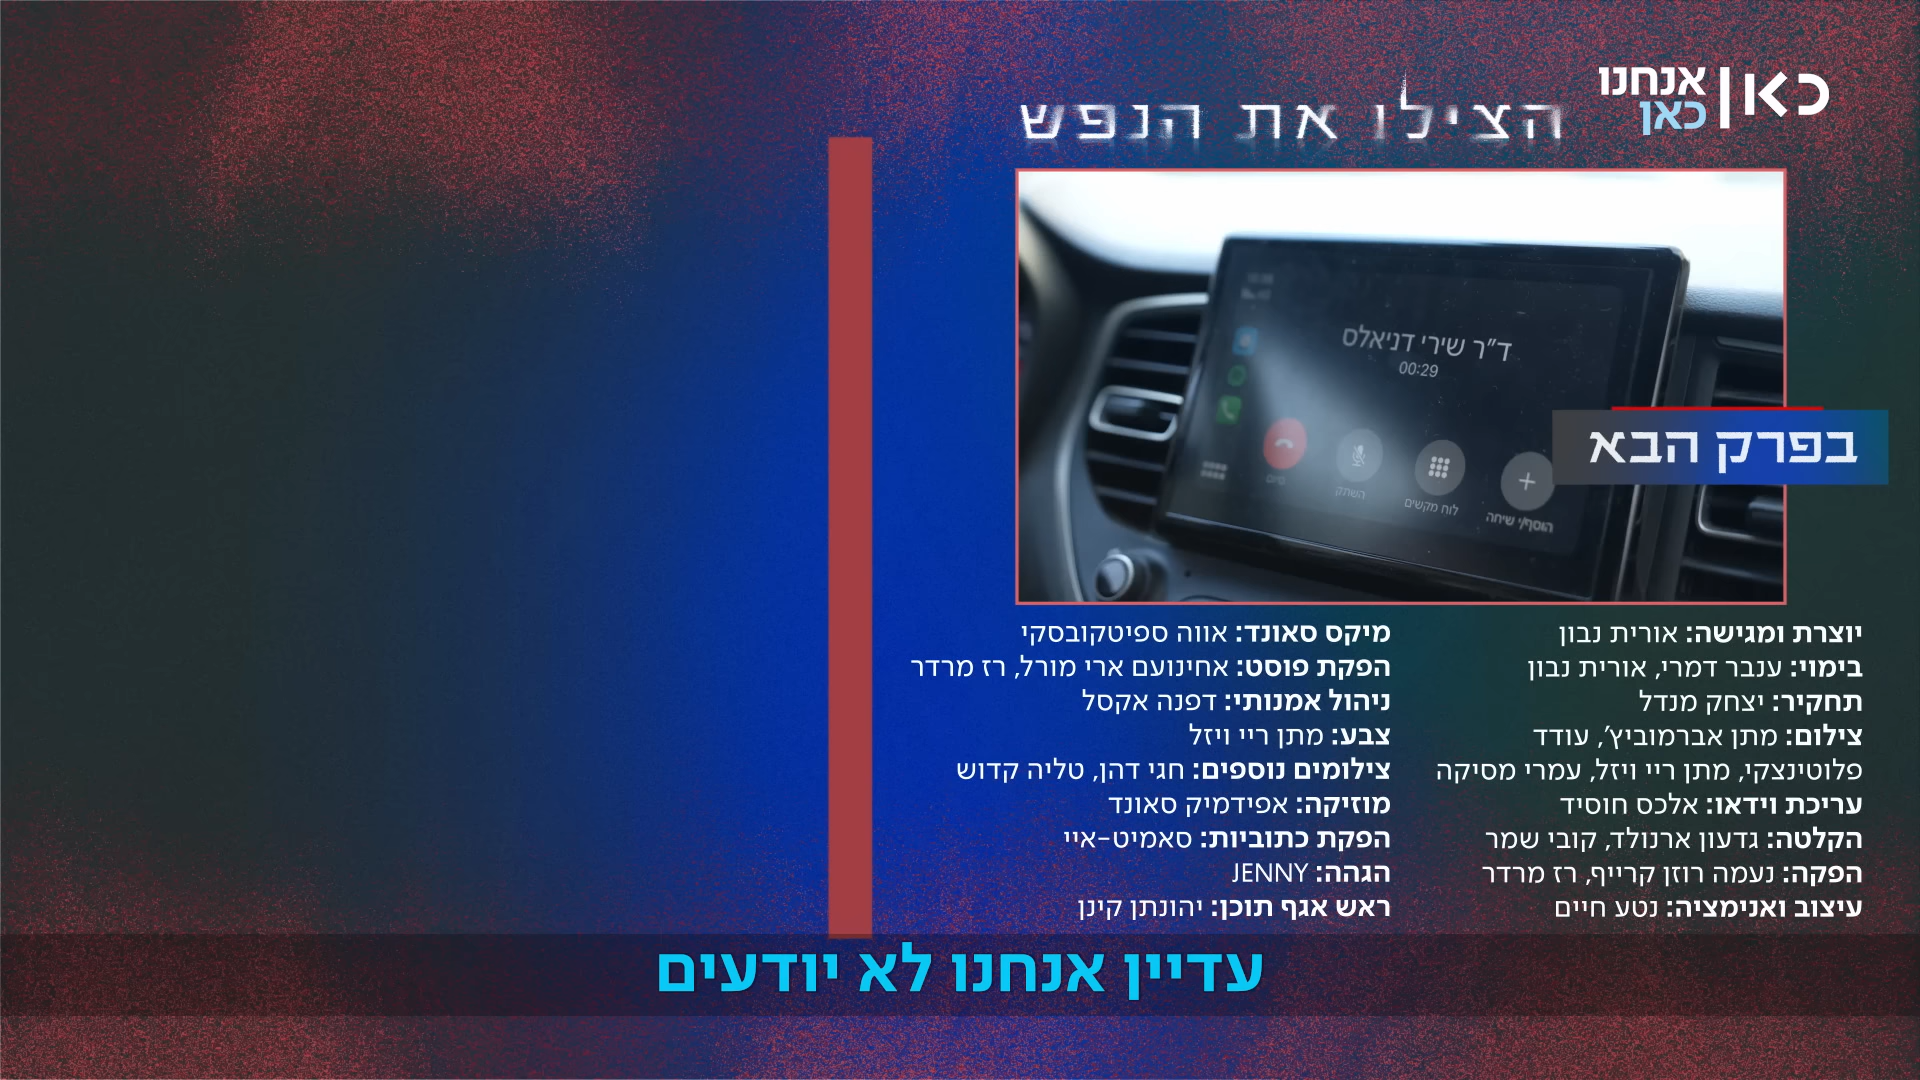 כאן | אנחנו
כאן
הצילו את הנפש
ד״ר שירי דניאלס
00:29
סיום
השתק
לוח מקשים
הוסף/י שיחה
בפרק הבא
יוצרת ומגישה: אורית נבון
בימוי: ענבר דמרי, אורית נבון
תחקיר: יצחק מנדל
צילום: מתן אברמוביץ׳, עודד
פלוטינצקי, מתן ריי ויזל, עמרי מסיקה
עריכת וידאו: אלכס חוסיד
הקלטה: גדעון ארנולד, קובי שמר
הפקה: נעמה רוזן קרייף, רז מרדר
עיצוב ואנימציה: נטע חיים
מיקס סאונד: אווה ספיטקובסקי
הפקת פוסט: אחינועם ארי מורל, רז מרדר
ניהול אמנותי: דפנה אקסל
צבע: מתן ריי ויזל
צילומים נוספים: חגי דהן, טליה קדוש
מוזיקה: אפידמיק סאונד
הפקת כתוביות: סאמיט-איי
הגהה: JENNY
ראש אגף תוכן: יהונתן קינן
עדיין אנחנו לא יודעים